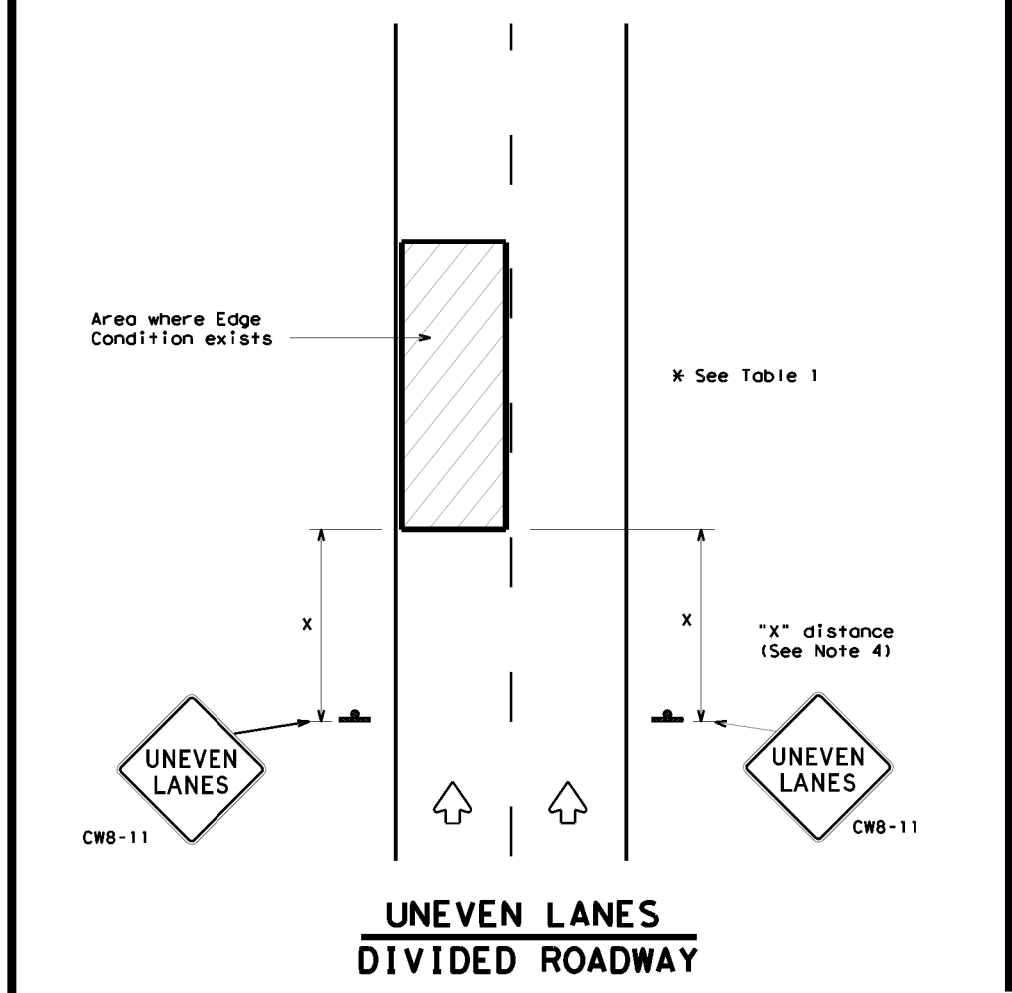 Area where Edge
Condition exists
* See Table 1
X
X
"X" distance
(See Note 4)
UNEVEN
LANES
CW8-11
UNEVEN
LANES
CW8-11
UNEVEN LANES
DIVIDED ROADWAY